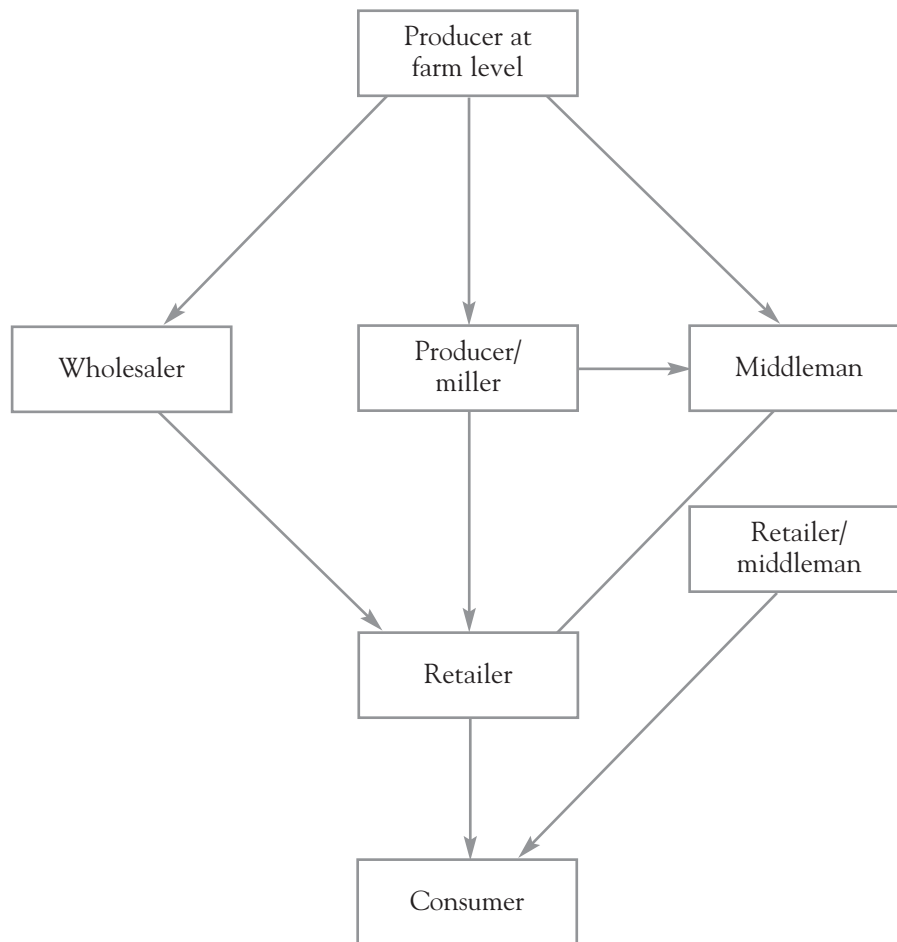 Producer at
farm level
Wholesaler
Producer/
miller
Middleman
Retailer/
middleman
Retailer
Consumer